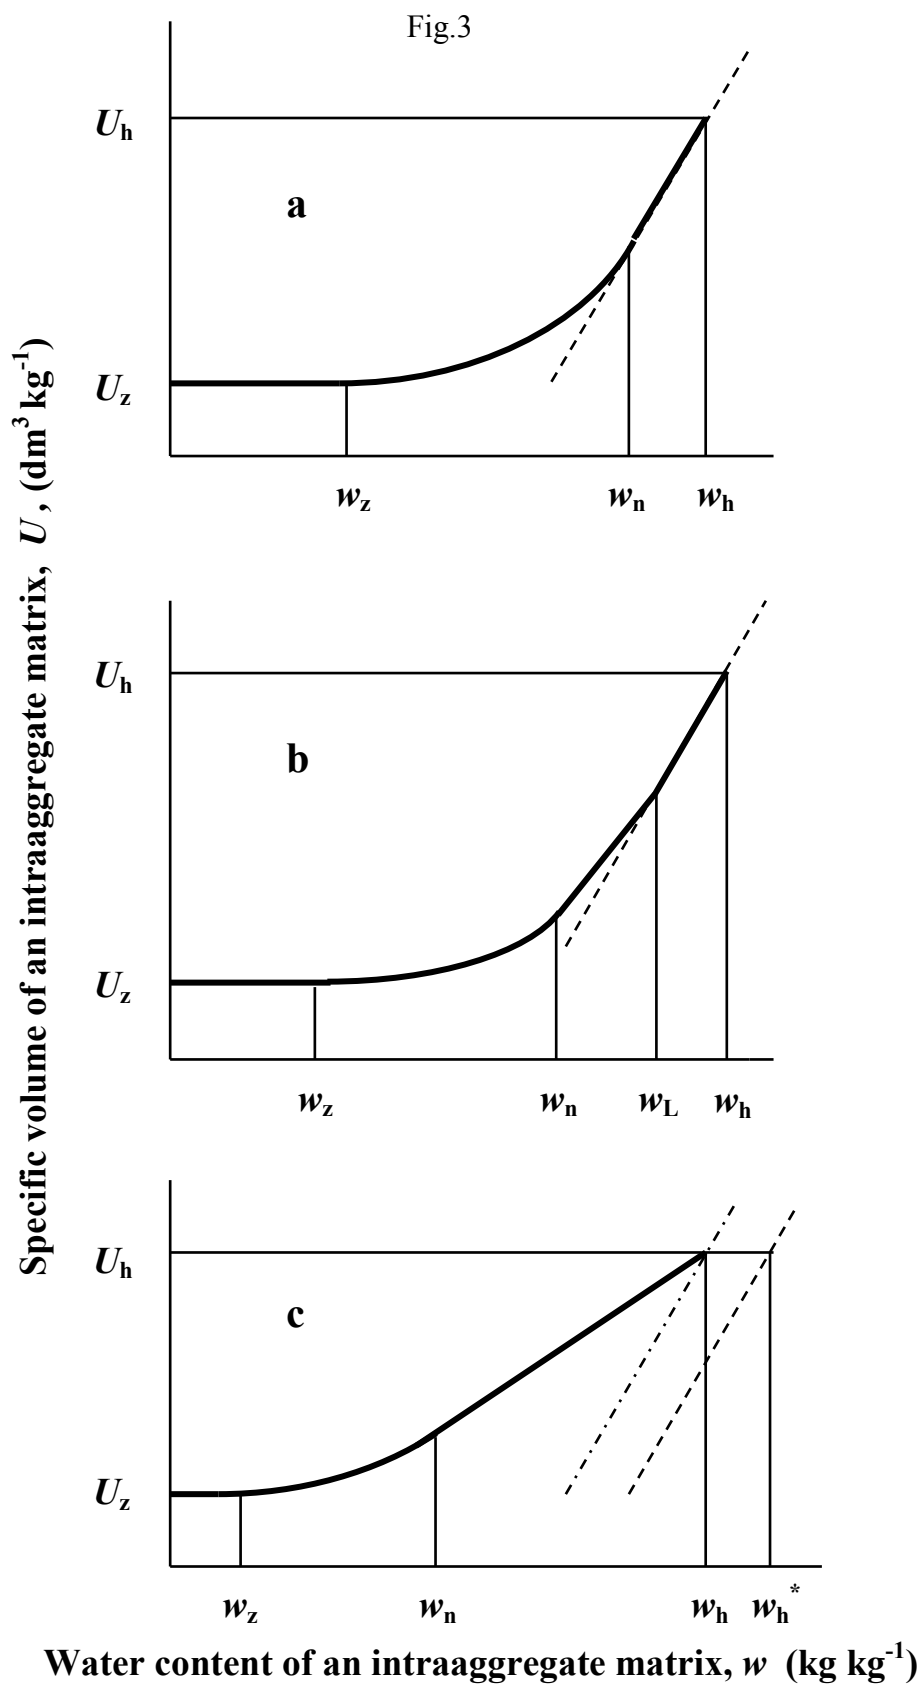 Fig.3
Specific volume of an intraaggregate matrix, U, (dm³ kg⁻¹)
Uh
a
Uz
wz wn wh
Uh
b
Uz
wz wn wL wh
Uh
c
Uz
wz wn wh wh*
Water content of an intraaggregate matrix, w (kg kg⁻¹)